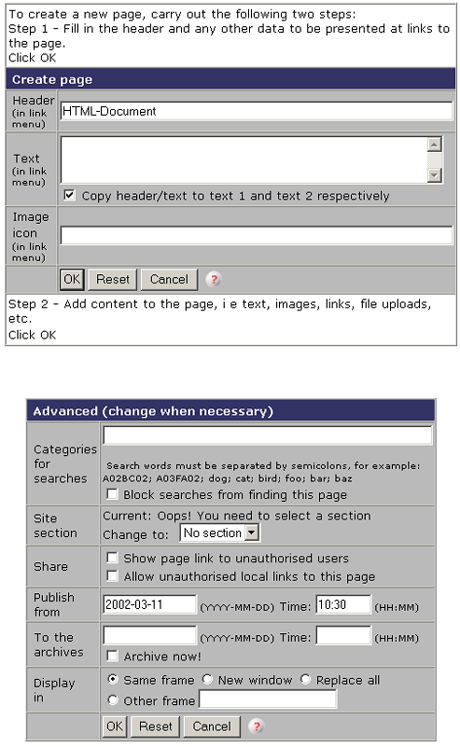 To create a new page, carry out the following two steps:
Step 1 - Fill in the header and any other data to be presented at links to
the page.
Click OK
Create page
Header
(in link
menu)
HTML-Document
Text
(in link
menu)
Copy header/text to text 1 and text 2 respectively
Image
icon
(in link
menu)
OK Reset Cancel ?
Step 2 - Add content to the page, i e text, images, links, file uploads,
etc.
Click OK
Advanced (change when necessary)
Categories
for
searches
Search words must be separated by semicolons, for example:
A02BC02; A03FA02; dog; cat; bird; foo; bar; baz
Block searches from finding this page
Site
section
Current: Oops! You need to select a section
Change to: No section
Share
Show page link to unauthorised users
Allow unauthorised local links to this page
Publish
from
2002-03-11 (YYYY-MM-DD) Time: 10:30 (HH:MM)
To the
archives
(YYYY-MM-DD) Time: (HH:MM)
Archive now!
Display
in
Same frame New window Replace all
Other frame
OK Reset Cancel ?